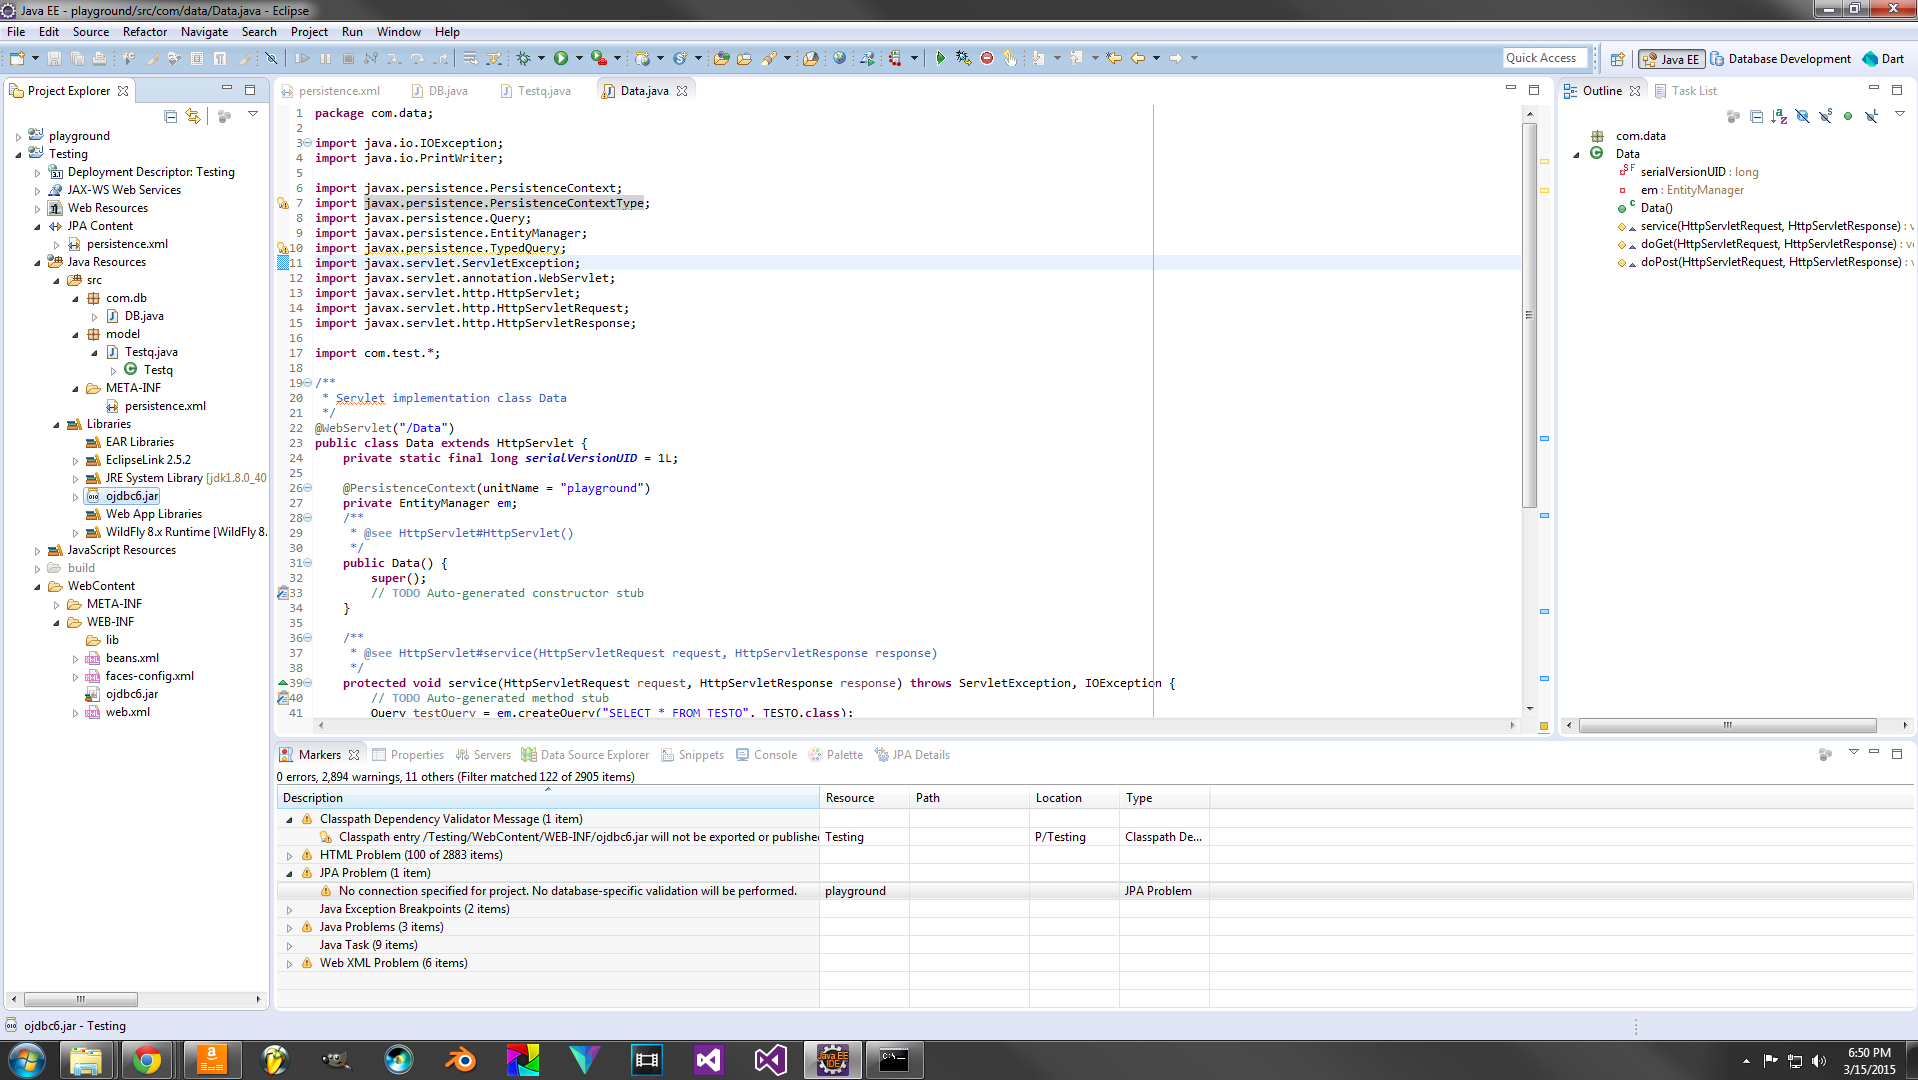 Java EE - playground/src/com/data/Data.java - Eclipse
File Edit Source Refactor Navigate Search Project Run Window Help
Quick Access Java EE Database Development Dart
Project Explorer
playground
Testing
Deployment Descriptor: Testing
JAX-WS Web Services
Web Resources
JPA Content
persistence.xml
Java Resources
src
com.db
DB.java
model
Testq.java
Testq
META-INF
persistence.xml
Libraries
EAR Libraries
EclipseLink 2.5.2
JRE System Library [jdk1.8.0_40
ojdbc6.jar
Web App Libraries
WildFly 8.x Runtime [WildFly 8.
JavaScript Resources
build
WebContent
META-INF
WEB-INF
lib
beans.xml
faces-config.xml
ojdbc6.jar
web.xml
persistence.xml DB.java Testq.java Data.java
1 package com.data;
2
3 import java.io.IOException;
4 import java.io.PrintWriter;
5
6 import javax.persistence.PersistenceContext;
7 import javax.persistence.PersistenceContextType;
8 import javax.persistence.Query;
9 import javax.persistence.EntityManager;
10 import javax.persistence.TypedQuery;
11 import javax.servlet.ServletException;
12 import javax.servlet.annotation.WebServlet;
13 import javax.servlet.http.HttpServlet;
14 import javax.servlet.http.HttpServletRequest;
15 import javax.servlet.http.HttpServletResponse;
16
17 import com.test.*;
18
19 /**
20 * Servlet implementation class Data
21 */
22 @WebServlet("/Data")
23 public class Data extends HttpServlet {
24 private static final long serialVersionUID = 1L;
25
26 @PersistenceContext(unitName = "playground")
27 private EntityManager em;
28 /**
29 * @see HttpServlet#HttpServlet()
30 */
31 public Data() {
32 super();
33 // TODO Auto-generated constructor stub
34 }
35
36 /**
37 * @see HttpServlet#service(HttpServletRequest request, HttpServletResponse response)
38 */
39 protected void service(HttpServletRequest request, HttpServletResponse response) throws ServletException, IOException {
40 // TODO Auto-generated method stub
41 Query testQuery = em.createQuery("SELECT * FROM TESTO", TESTO.class);
Outline Task List
com.data
Data
serialVersionUID : long
em : EntityManager
Data()
service(HttpServletRequest, HttpServletResponse) : v
doGet(HttpServletRequest, HttpServletResponse) : v
doPost(HttpServletRequest, HttpServletResponse) :
Markers Properties Servers Data Source Explorer Snippets Console Palette JPA Details
0 errors, 2,894 warnings, 11 others (Filter matched 122 of 2905 items)
Description Resource Path Location Type
Classpath Dependency Validator Message (1 item)
Classpath entry /Testing/WebContent/WEB-INF/ojdbc6.jar will not be exported or published Testing P/Testing Classpath De...
HTML Problem (100 of 2883 items)
JPA Problem (1 item)
No connection specified for project. No database-specific validation will be performed. playground JPA Problem
Java Exception Breakpoints (2 items)
Java Problems (3 items)
Java Task (9 items)
Web XML Problem (6 items)
ojdbc6.jar - Testing
Java EE
IDE
C:\
6:50 PM
3/15/2015